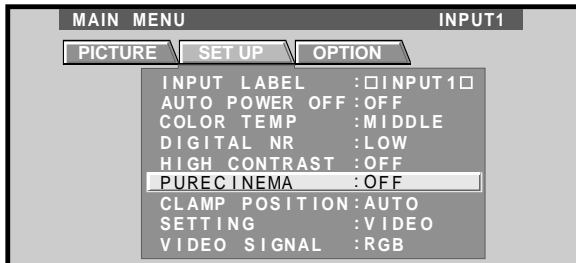 MAIN MENU INPUT1
PICTURE SET UP OPTION
INPUT LABEL :□INPUT1□
AUTO POWER OFF:OFF
COLOR TEMP :MIDDLE
DIGITAL NR :LOW
HIGH CONTRAST :OFF
PURECINEMA :OFF
CLAMP POSITION:AUTO
SETTING :VIDEO
VIDEO SIGNAL :RGB